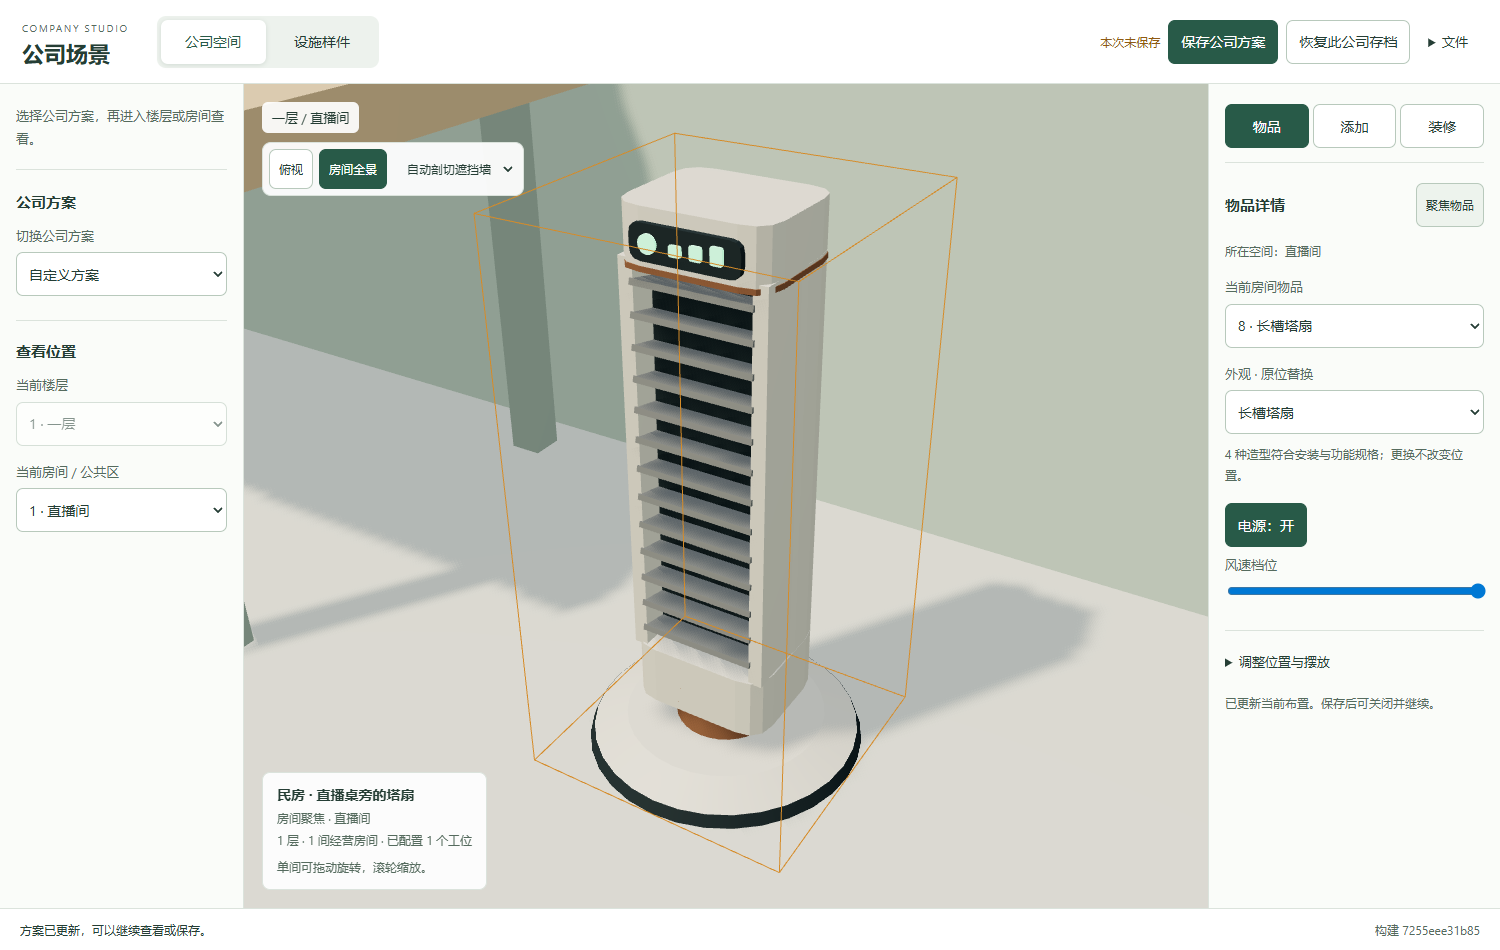 COMPANY STUDIO
公司场景
公司空间
设施样件
本次未保存
保存公司方案
恢复此公司存档
▶ 文件
选择公司方案，再进入楼层或房间查
看。
公司方案
切换公司方案
自定义方案
查看位置
当前楼层
1 · 一层
当前房间 / 公共区
1 · 直播间
一层 / 直播间
俯视
房间全景
自动剖切遮挡墙
民房 · 直播桌旁的塔扇
房间聚焦 · 直播间
1 层 · 1 间经营房间 · 已配置 1 个工位
单间可拖动旋转，滚轮缩放。
物品
添加
装修
物品详情
聚焦物品
所在空间：直播间
当前房间物品
8 · 长槽塔扇
外观 · 原位替换
长槽塔扇
4 种造型符合安装与功能规格；更换不改变位
置。
电源：开
风速档位
▶ 调整位置与摆放
已更新当前布置。保存后可关闭并继续。
方案已更新，可以继续查看或保存。
构建 7255eee31b85